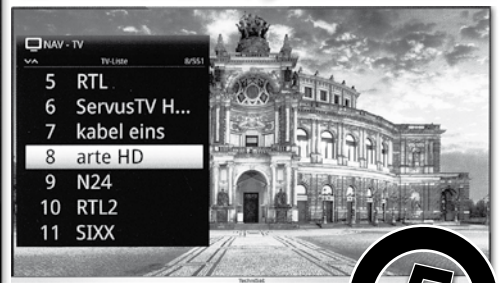 NAV - TV
TV-Liste 8/551
5 RTL
6 ServusTV H...
7 kabel eins
8 arte HD
9 N24
10 RTL2
11 SIXX
TechniSat